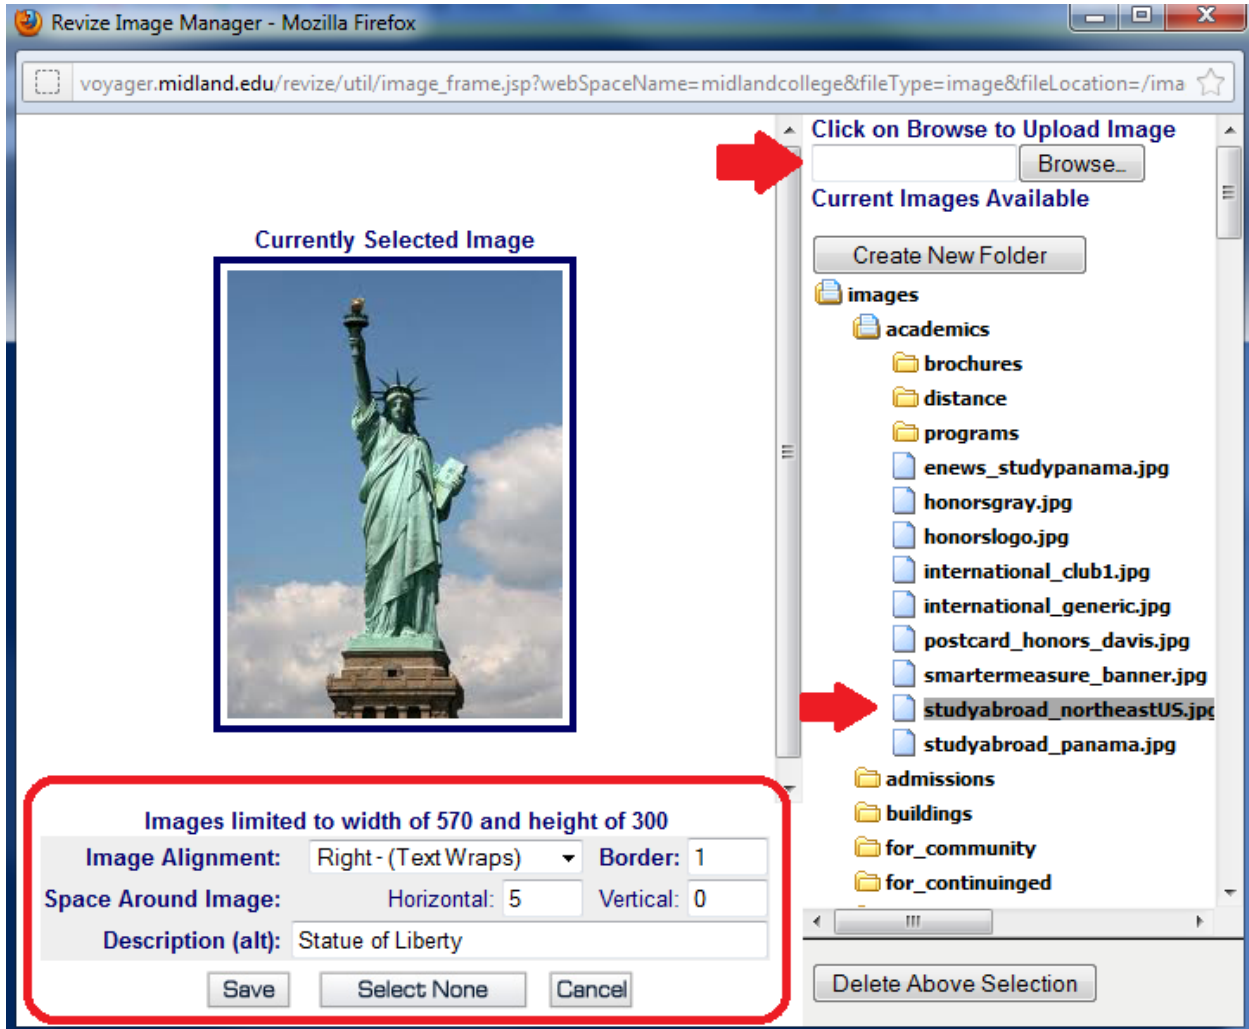 Revize Image Manager - Mozilla Firefox
voyager.midland.edu/revize/util/image_frame.jsp?webSpaceName=midlandcollege&fileType=image&fileLocation=/ima
Currently Selected Image
Images limited to width of 570 and height of 300
Image Alignment: Right - (Text Wraps) Border: 1
Space Around Image: Horizontal: 5 Vertical: 0
Description (alt): Statue of Liberty
Save Select None Cancel
Click on Browse to Upload Image
Browse...
Current Images Available
Create New Folder
images
academics
brochures
distance
programs
enews_studypanama.jpg
honorsgray.jpg
honorslogo.jpg
international_club1.jpg
international_generic.jpg
postcard_honors_davis.jpg
smartermeasure_banner.jpg
studyabroad_northeastUS.jpg
studyabroad_panama.jpg
admissions
buildings
for_community
for_continuinged
Delete Above Selection